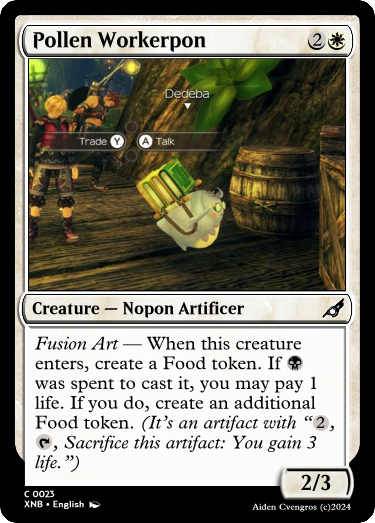 Pollen Workerpon 2
Dedeba
Trade Y A Talk
Creature — Nopon Artificer
Fusion Art — When this creature
enters, create a Food token. If
was spent to cast it, you may pay 1
life. If you do, create an additional
Food token. (It's an artifact with “2,
, Sacrifice this artifact: You gain 3
life.”)
2/3
C 0023
XNB • English
Aiden Cvengros (c)2024